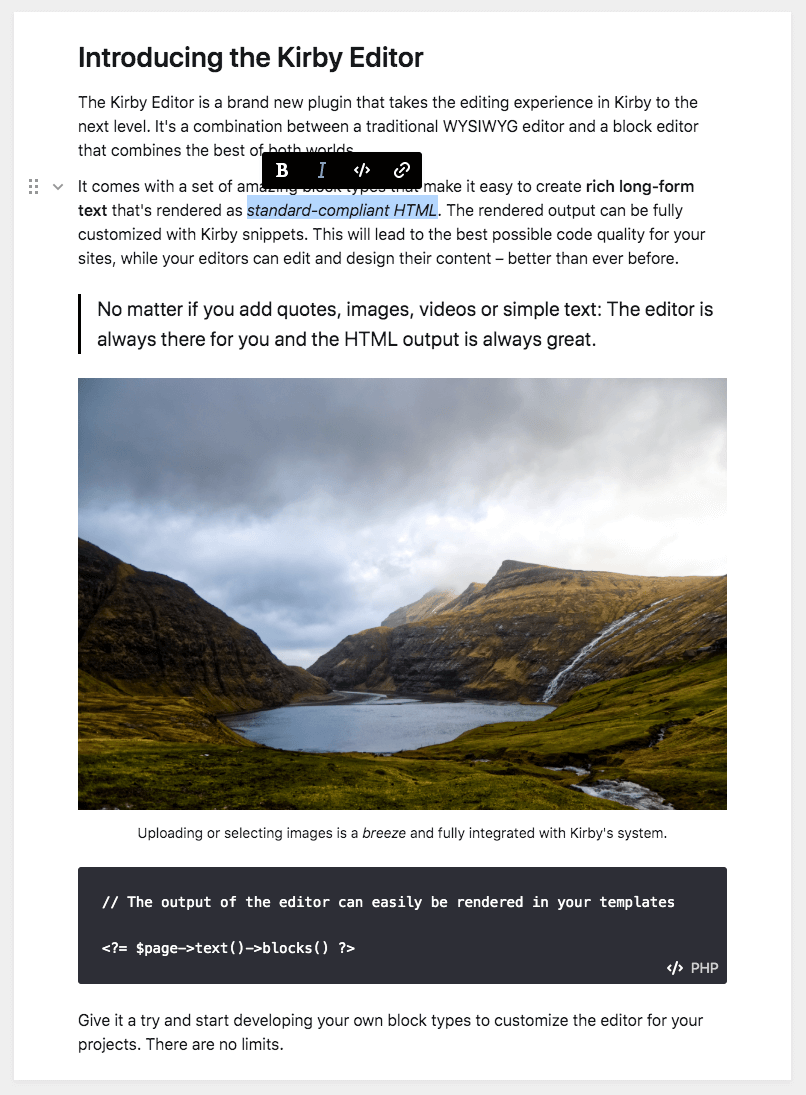 Introducing the Kirby Editor
The Kirby Editor is a brand new plugin that takes the editing experience in Kirby to the
next level. It's a combination between a traditional WYSIWYG editor and a block editor
that combines the best of both worlds.
B I </>
It comes with a set of amazing block types that make it easy to create rich long-form
text that's rendered as standard-compliant HTML. The rendered output can be fully
customized with Kirby snippets. This will lead to the best possible code quality for your
sites, while your editors can edit and design their content – better than ever before.
No matter if you add quotes, images, videos or simple text: The editor is
always there for you and the HTML output is always great.
Uploading or selecting images is a breeze and fully integrated with Kirby's system.
// The output of the editor can easily be rendered in your templates
<?= $page->text()->blocks() ?>
</> PHP
Give it a try and start developing your own block types to customize the editor for your
projects. There are no limits.